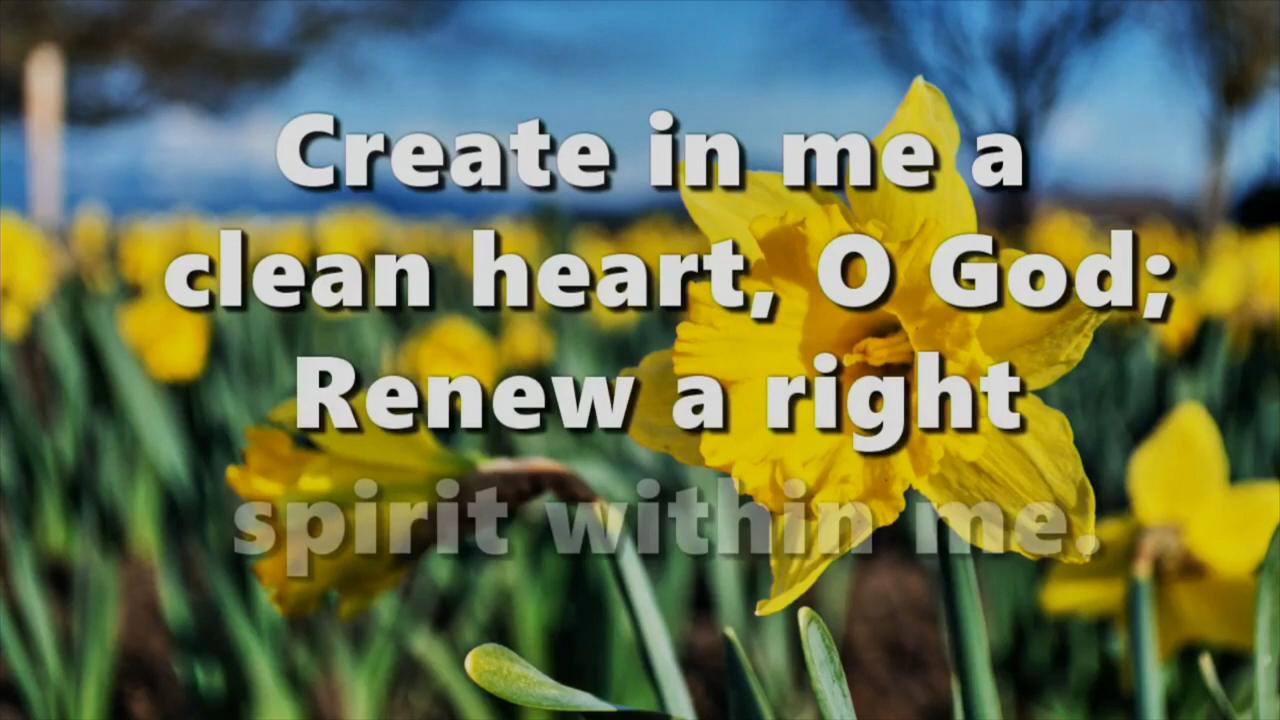 Create in me a
clean heart, O God;
Renew a right
spirit within me.